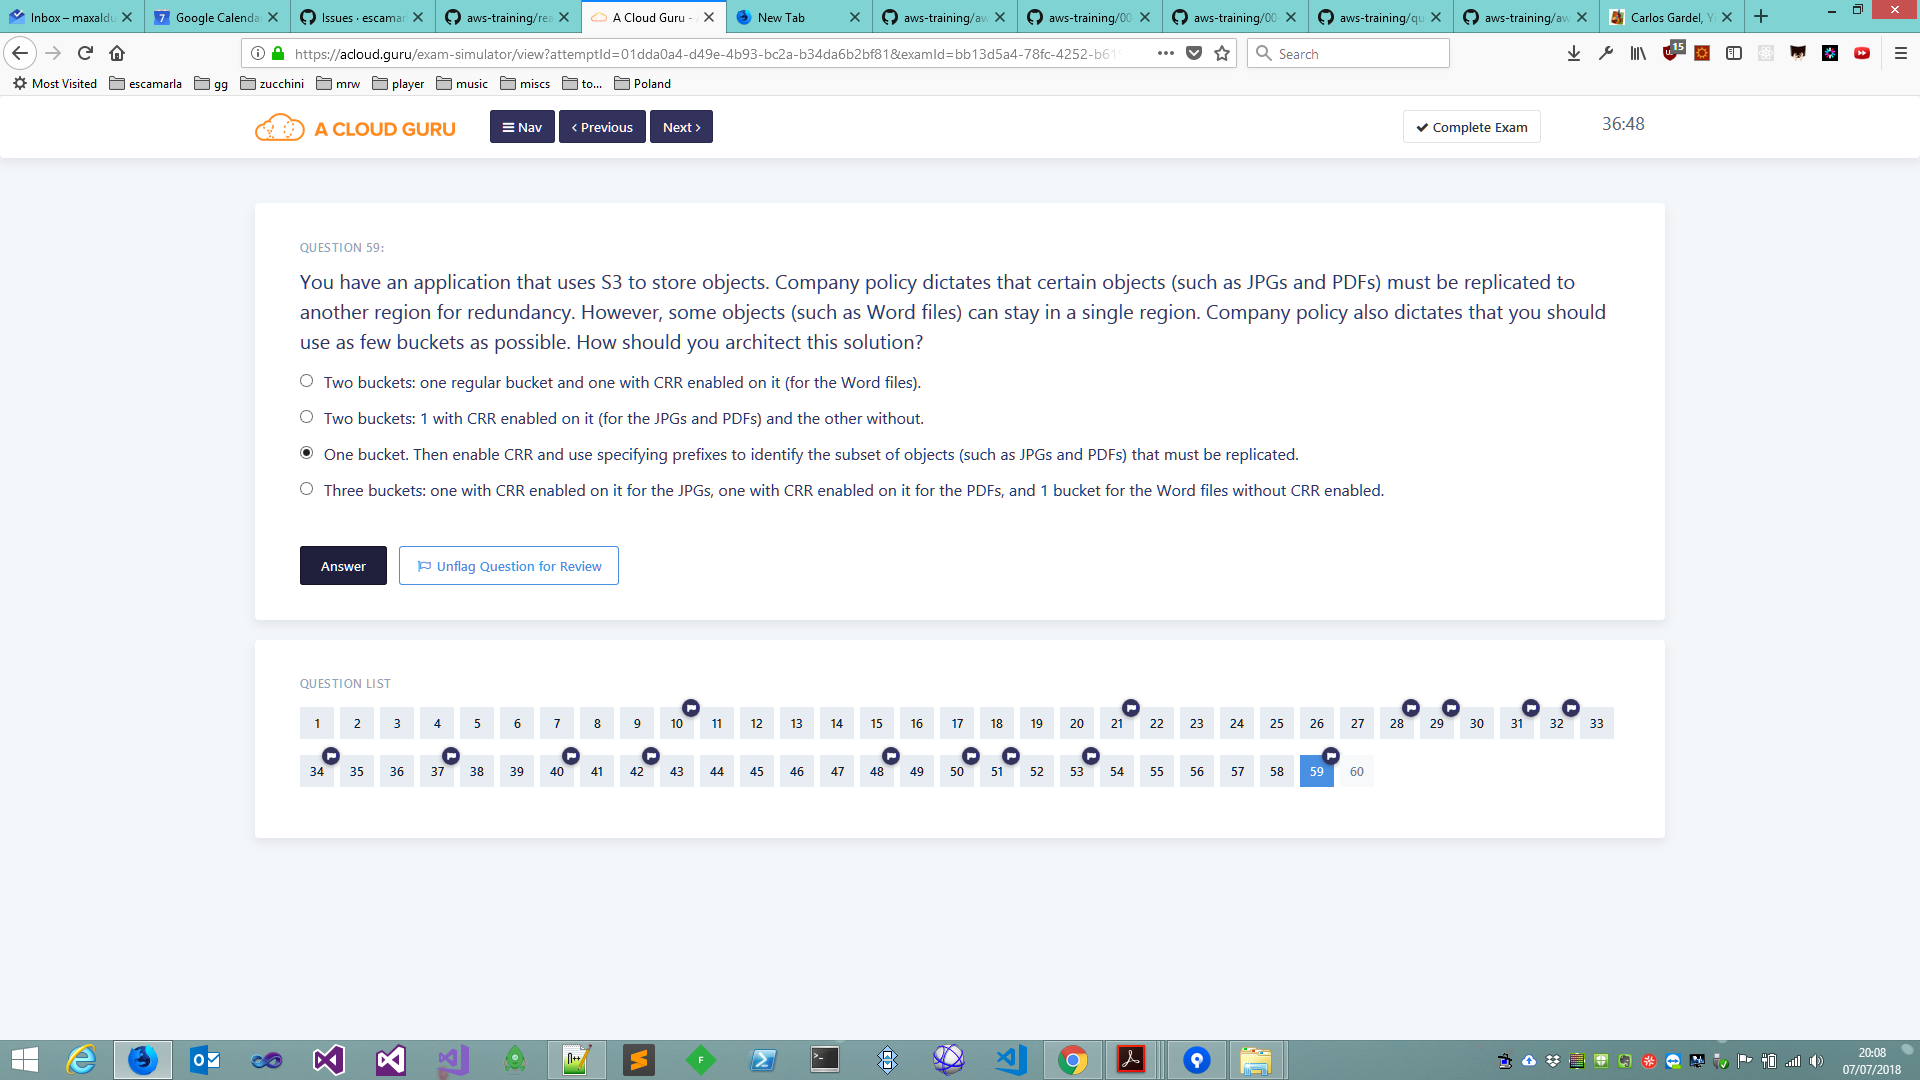 Inbox – maxaldu
Google Calenda
Issues · escamar
aws-training/rea
A Cloud Guru - A
New Tab
aws-training/aw
aws-training/00
aws-training/00
aws-training/qu
aws-training/aw
Carlos Gardel, Y
https://acloud.guru/exam-simulator/view?attemptId=01dda0a4-d49e-4b93-bc2a-b34da6b2bf81&examId=bb13d5a4-78fc-4252-b61
Search
15
Most Visited
escamarla
gg
zucchini
mrw
player
music
miscs
to...
Poland
A CLOUD GURU
Nav
Previous
Next
Complete Exam
36:48
QUESTION 59:
You have an application that uses S3 to store objects. Company policy dictates that certain objects (such as JPGs and PDFs) must be replicated to
another region for redundancy. However, some objects (such as Word files) can stay in a single region. Company policy also dictates that you should
use as few buckets as possible. How should you architect this solution?
Two buckets: one regular bucket and one with CRR enabled on it (for the Word files).
Two buckets: 1 with CRR enabled on it (for the JPGs and PDFs) and the other without.
One bucket. Then enable CRR and use specifying prefixes to identify the subset of objects (such as JPGs and PDFs) that must be replicated.
Three buckets: one with CRR enabled on it for the JPGs, one with CRR enabled on it for the PDFs, and 1 bucket for the Word files without CRR enabled.
Answer
Unflag Question for Review
QUESTION LIST
1 2 3 4 5 6 7 8 9 10 11 12 13 14 15 16 17 18 19 20 21 22 23 24 25 26 27 28 29 30 31 32 33
34 35 36 37 38 39 40 41 42 43 44 45 46 47 48 49 50 51 52 53 54 55 56 57 58 59 60
20:08
07/07/2018